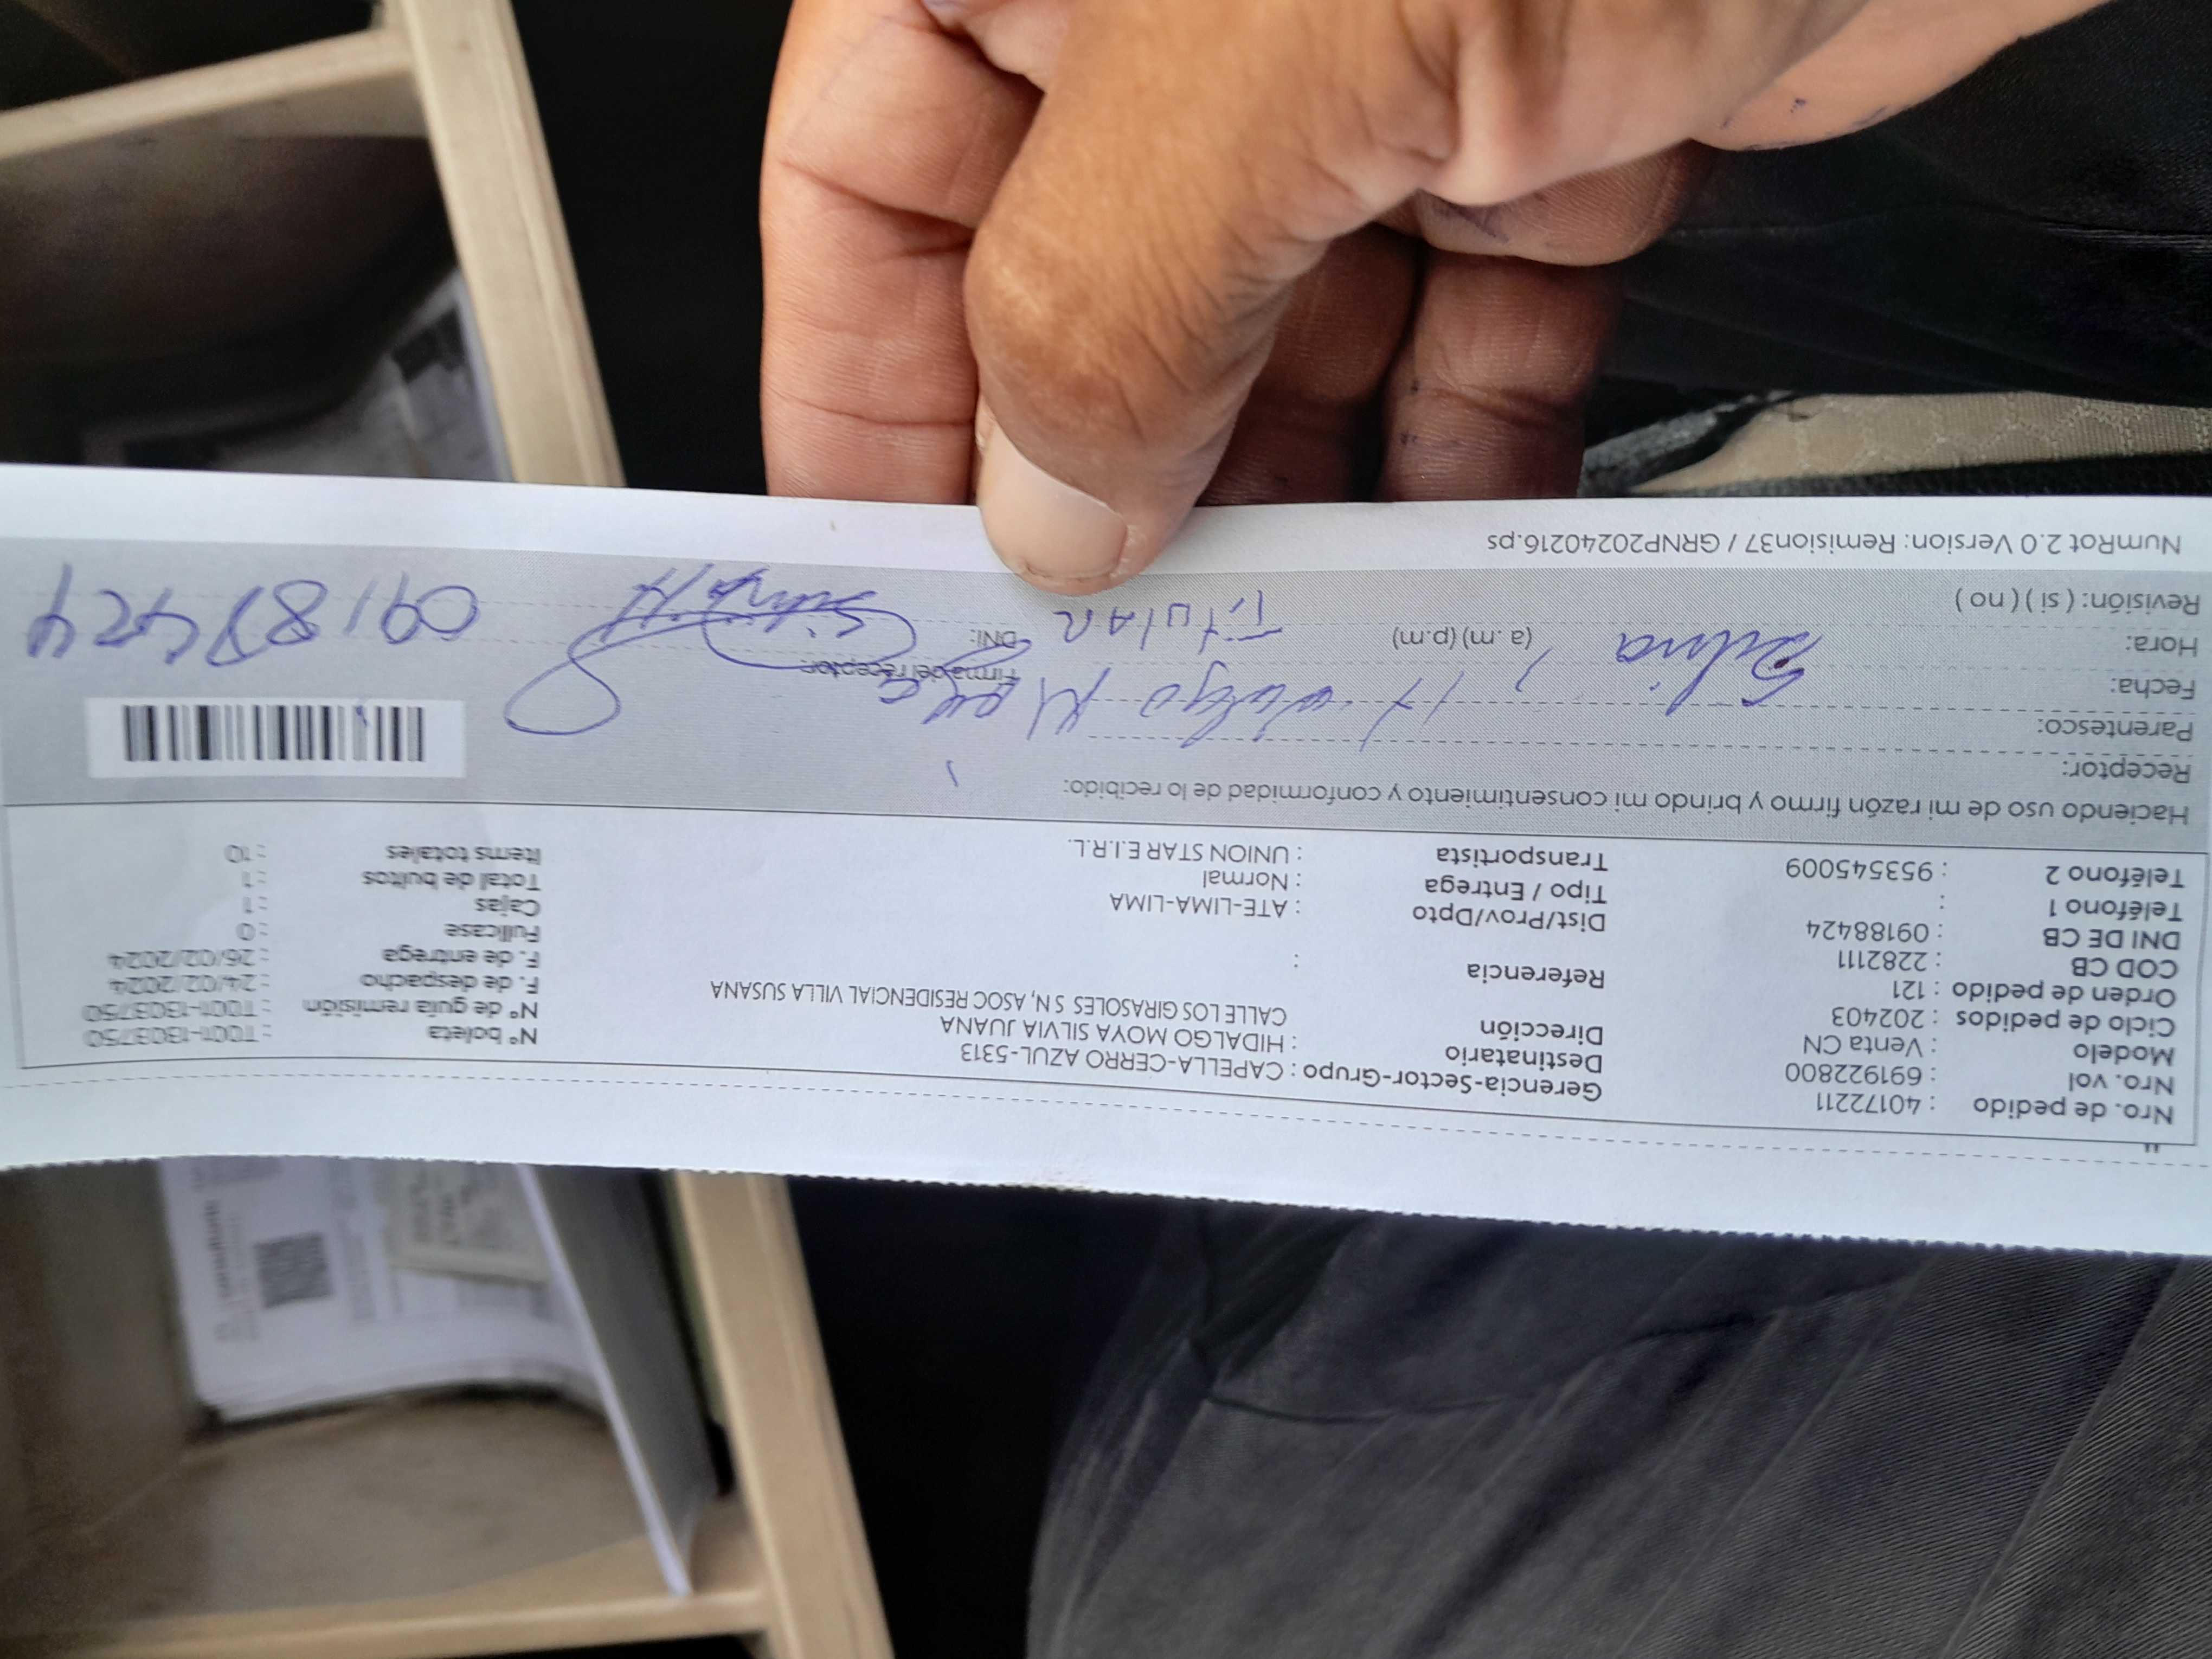 Nro. de pedido : 40172211
Nro. vol : 691922800
Modelo : Venta CN
Ciclo de pedidos : 202403
Orden de pedido : 121
COD CB : 2282111
DNI DE CB : 09188424
Teléfono 1 :
Teléfono 2 : 953545009
Gerencia-Sector-Grupo : CAPELLA-CERRO AZUL-5313
Destinatario : HIDALGO MOYA SILVIA JUANA
Dirección CALLE LOS GIRASOLES S N, ASOC RESIDENCIAL VILLA SUSANA
Referencia :
Dist/Prov/Dpto : ATE-LIMA-LIMA
Tipo / Entrega : Normal
Transportista : UNION STAR E.I.R.L.
N° boleta : T001-1303750
N° de guía remisión : T001-1303750
F. de despacho : 24/02/2024
F. de entrega : 26/02/2024
Fullcase : 0
Cajas : 1
Total de bultos : 1
Items totales : 10
Haciendo uso de mi razón firmo y brindo mi consentimiento y conformidad de lo recibido:
Receptor:
Parentesco:
Fecha:
Silvia Hidalgo Moya
Firma del receptor:
Hora: (a.m) (p.m) Titular DNI:
Revisión: ( si ) ( no )
NumRot 2.0 Version: Remision37 / GRNP20240216.ps